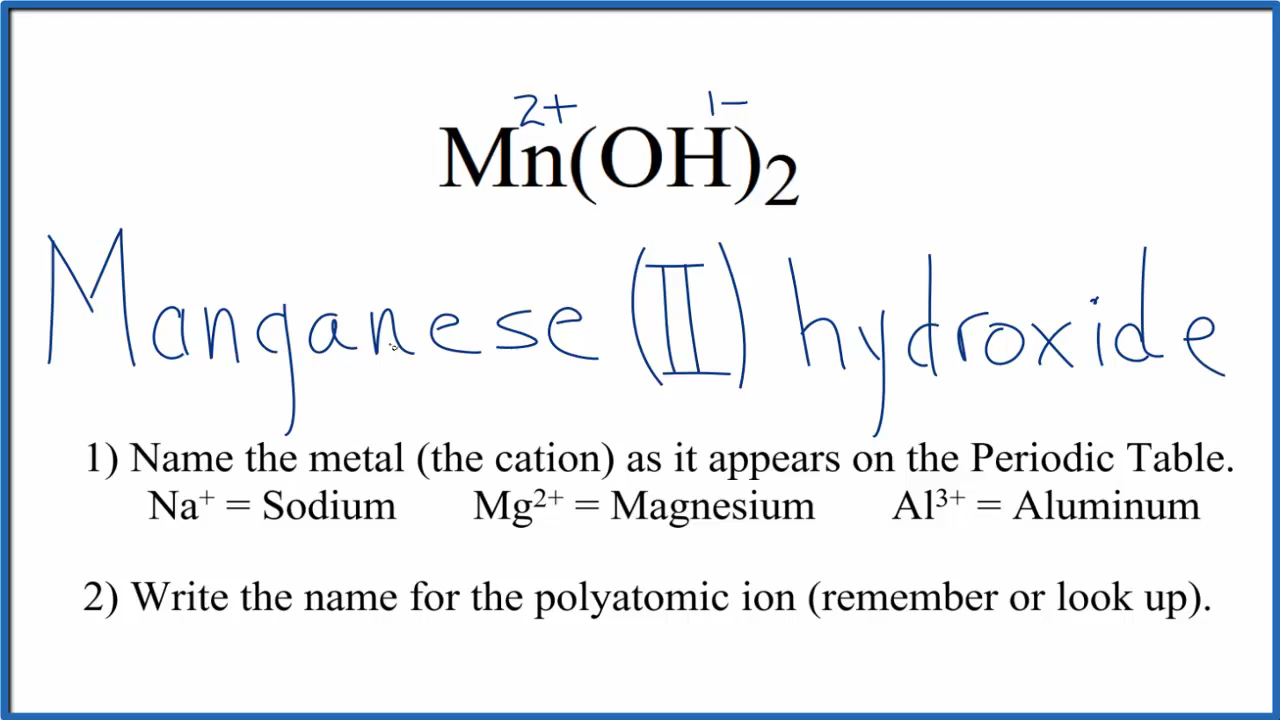 2+ 1-
Mn(OH)2
Manganese (II) hydroxide
1) Name the metal (the cation) as it appears on the Periodic Table.
Na⁺ = Sodium Mg²⁺ = Magnesium Al³⁺ = Aluminum
2) Write the name for the polyatomic ion (remember or look up).